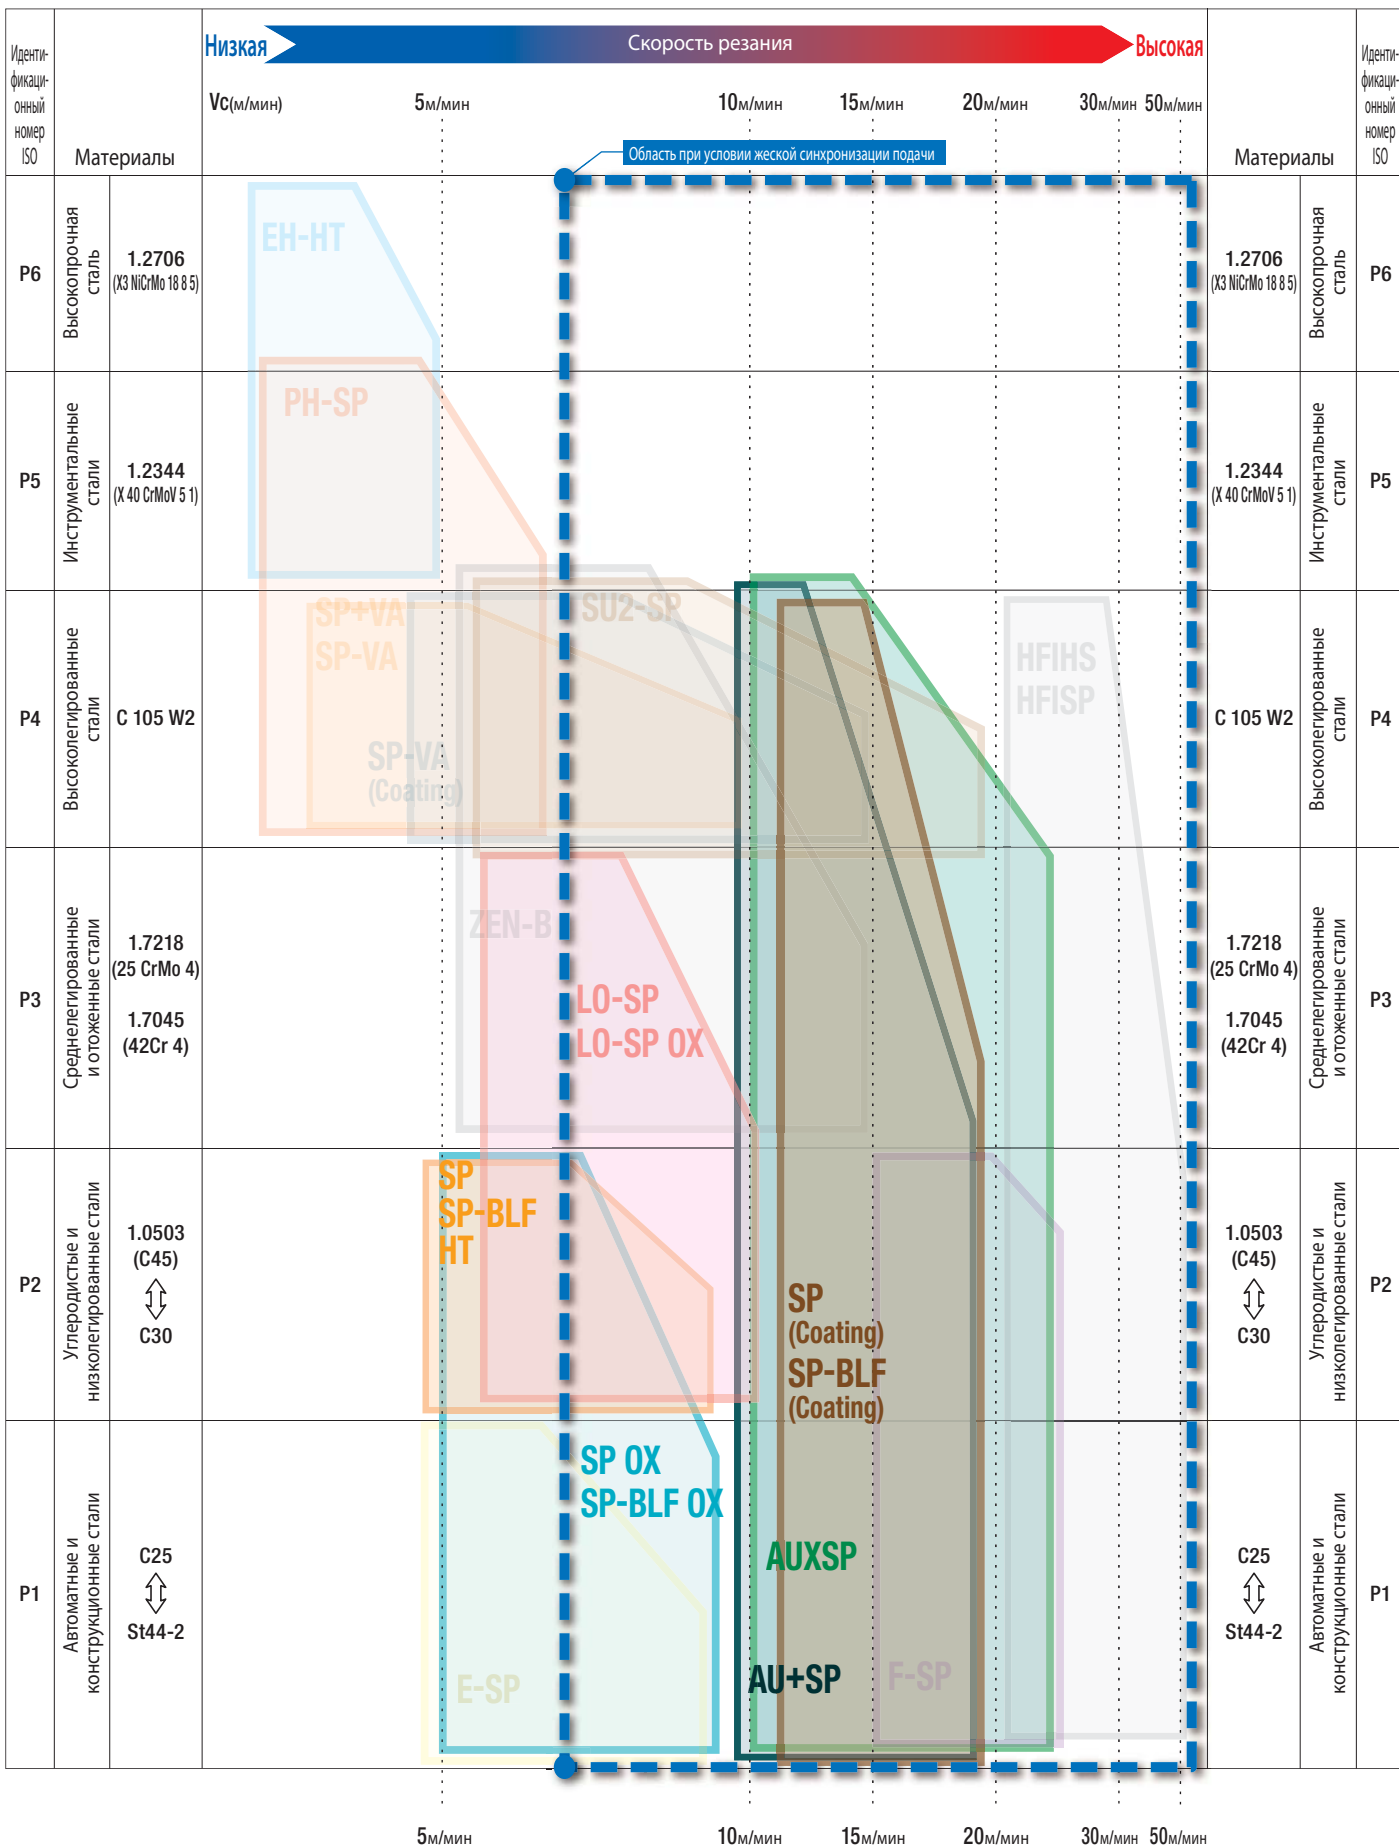 Иденти-
фикаци-
онный
номер
ISO
Материалы
Низкая
Скорость резания
Высокая
Vc(м/мин)
5м/мин
10м/мин
15м/мин
20м/мин
30м/мин
50м/мин
Область при условии жеской синхронизации подачи
Материалы
Иденти-
фикаци-
онный
номер
ISO
P6
Высокопрочная
сталь
1.2706
(X3 NiCrMo 18 8 5)
EH-HT
1.2706
(X3 NiCrMo 18 8 5)
Высокопрочная
сталь
P6
P5
Инструментальные
стали
1.2344
(X 40 CrMoV 5 1)
PH-SP
1.2344
(X 40 CrMoV 5 1)
Инструментальные
стали
P5
P4
Высоколегированные
стали
C 105 W2
SP+VA
SP-VA
SU2-SP
SP-VA
(Coating)
HFIHS
HFISP
C 105 W2
Высоколегированные
стали
P4
P3
Среднелегированные
и отоженные стали
1.7218
(25 CrMo 4)
1.7045
(42Cr 4)
ZEN-B
LO-SP
LO-SP OX
1.7218
(25 CrMo 4)
1.7045
(42Cr 4)
Среднелегированные
и отоженные стали
P3
P2
Углеродистые и
низколегированные стали
1.0503
(C45)
C30
SP
SP-BLF
HT
SP
(Coating)
SP-BLF
(Coating)
1.0503
(C45)
C30
Углеродистые и
низколегированные стали
P2
P1
Автоматные и
конструкционные стали
C25
St44-2
SP OX
SP-BLF OX
AUXSP
E-SP
AU+SP
F-SP
C25
St44-2
Автоматные и
конструкционные стали
P1
5м/мин
10м/мин
15м/мин
20м/мин
30м/мин
50м/мин